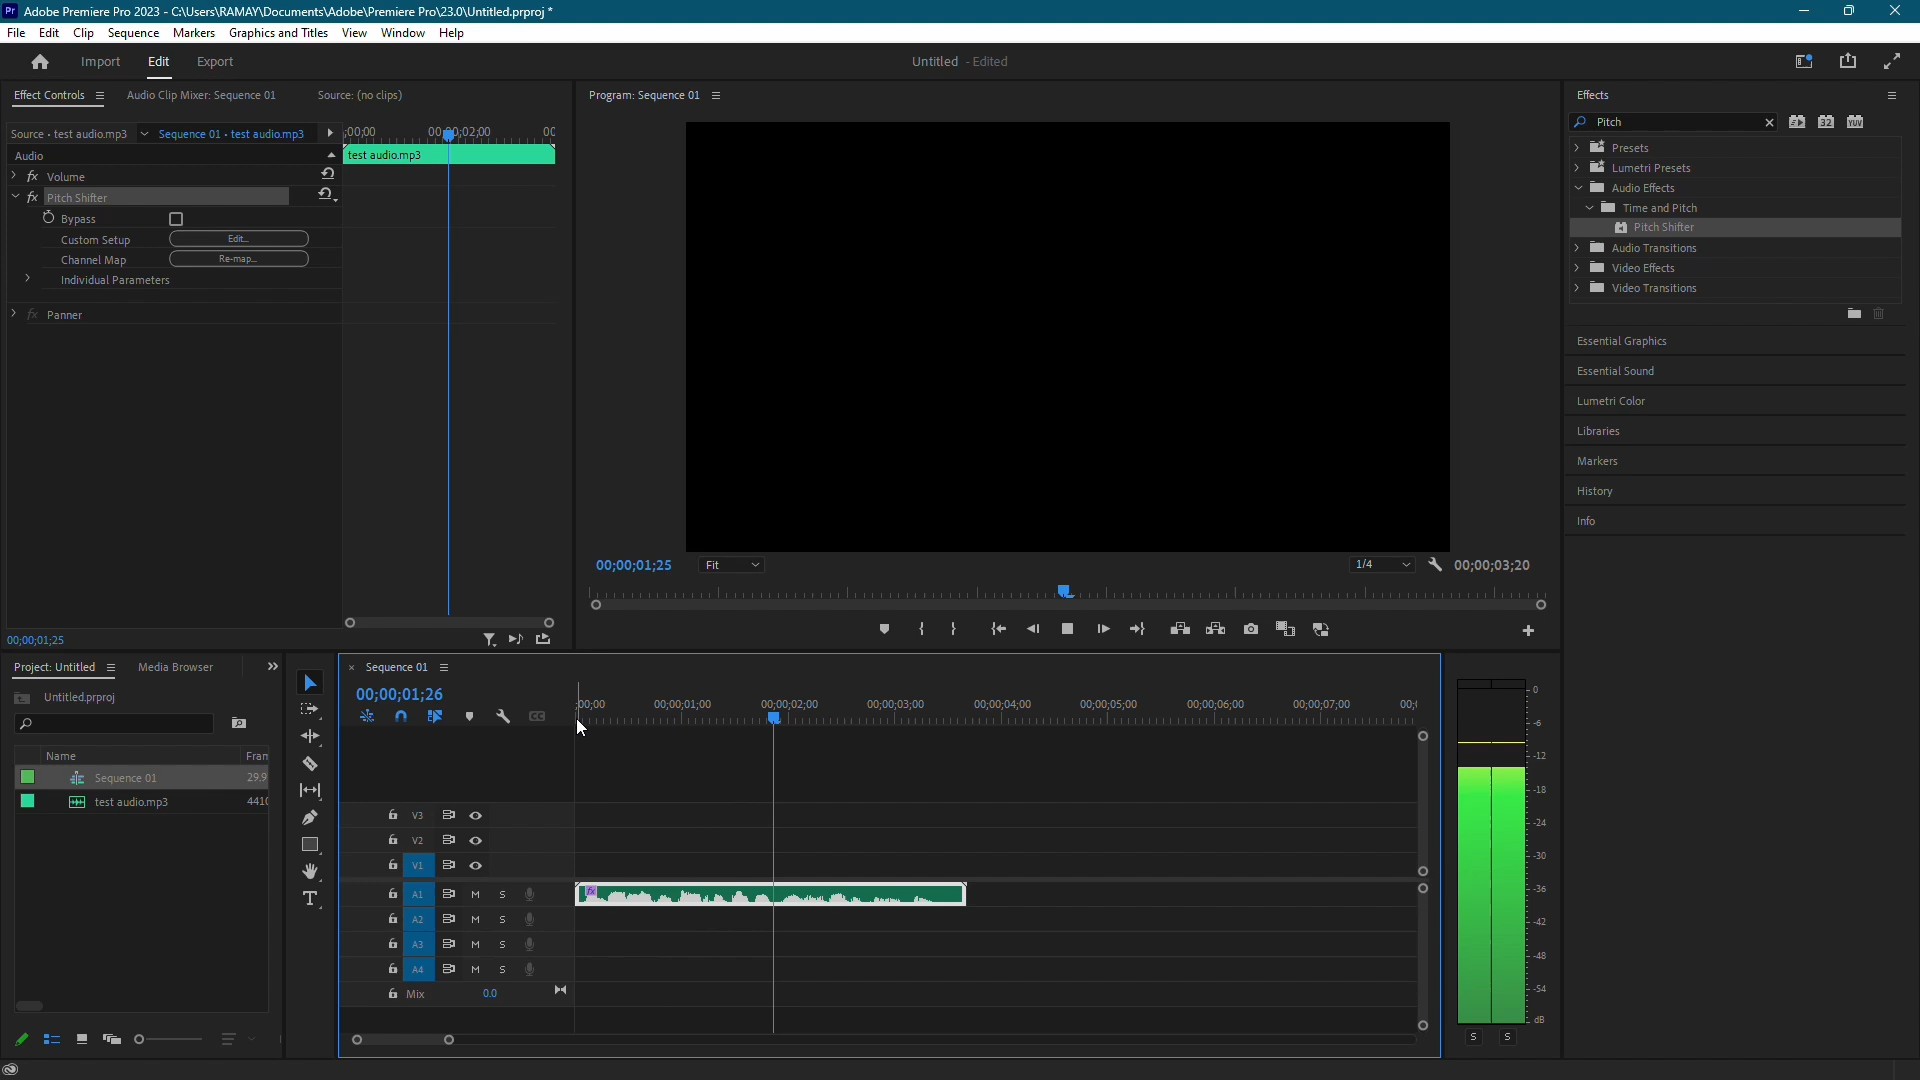 Pr Adobe Premiere Pro 2023 - C:\Users\RAMAY\Documents\Adobe\Premiere Pro\23.0\Untitled.prproj *
File Edit Clip Sequence Markers Graphics and Titles View Window Help
Import Edit Export Untitled - Edited
Effect Controls Audio Clip Mixer: Sequence 01 Source: (no clips)
Source • test audio.mp3 Sequence 01 • test audio.mp3 ;00;00 00;00;02;00 00
Audio test audio.mp3
fx Volume
fx Pitch Shifter
Bypass
Custom Setup Edit...
Channel Map Re-map...
Individual Parameters
fx Panner
00;00;01;25
Program: Sequence 01
00;00;01;25 Fit 1/4 00;00;03;20
Effects
Pitch 32 YUV
Presets
Lumetri Presets
Audio Effects
Time and Pitch
Pitch Shifter
Audio Transitions
Video Effects
Video Transitions
Essential Graphics
Essential Sound
Lumetri Color
Libraries
Markers
History
Info
Project: Untitled Media Browser
Untitled.prproj
Name Fram
Sequence 01 29.9
test audio.mp3 4410
T
× Sequence 01
00;00;01;26
;00;00 00;00;01;00 00;00;02;00 00;00;03;00 00;00;04;00 00;00;05;00 00;00;06;00 00;00;07;00 00;
V3
V2
V1
A1 M S fx
A2 M S
A3 M S
A4 M S
Mix 0.0
0
-6
-12
-18
-24
-30
-36
-42
-48
-54
dB
S S